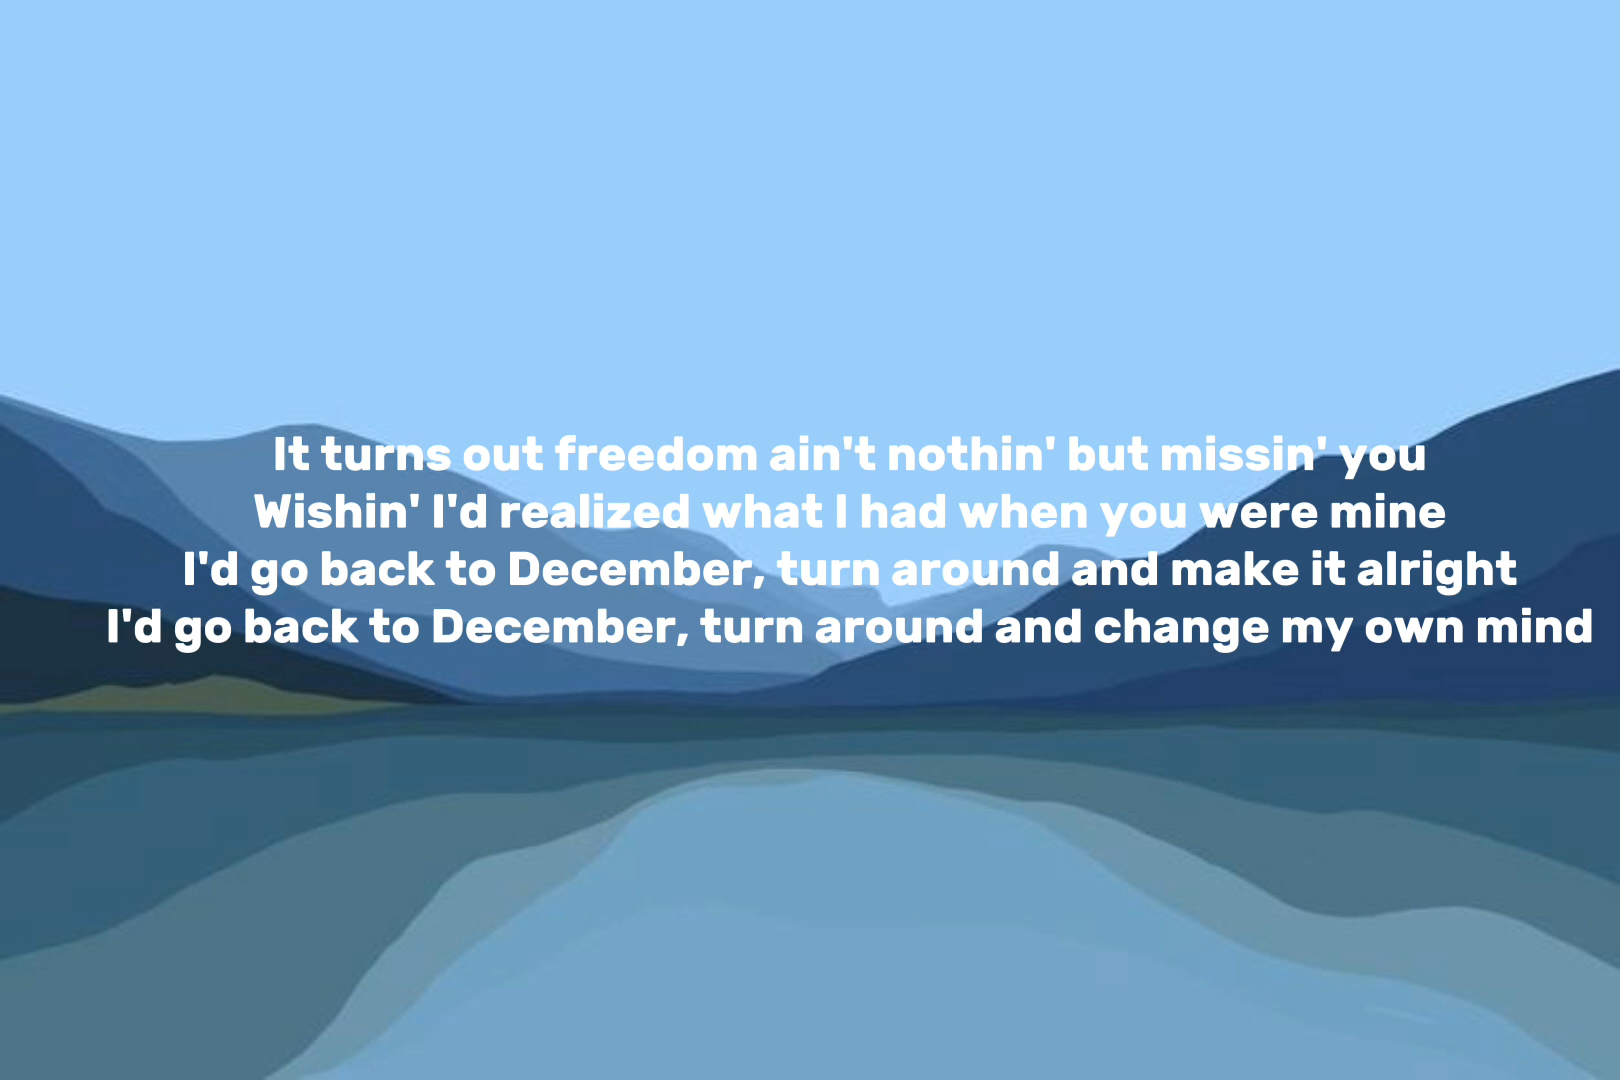 It turns out freedom ain't nothin' but missin' you
Wishin' I'd realized what I had when you were mine
I'd go back to December, turn around and make it alright
I'd go back to December, turn around and change my own mind